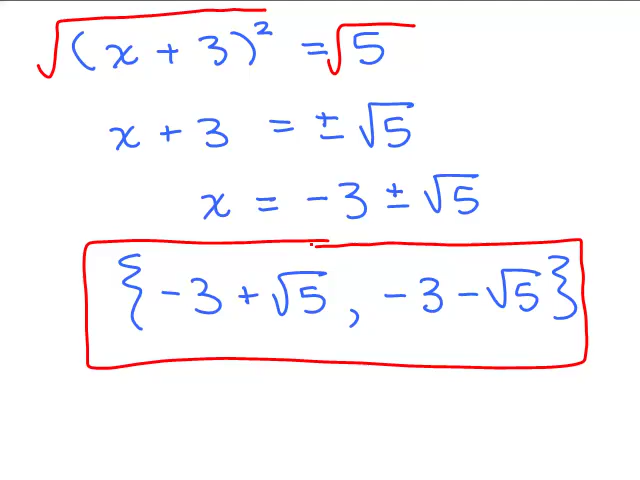 √(x + 3)² = √5
x + 3 = ± √5
x = -3 ± √5
{ -3 + √5 , -3 - √5 }